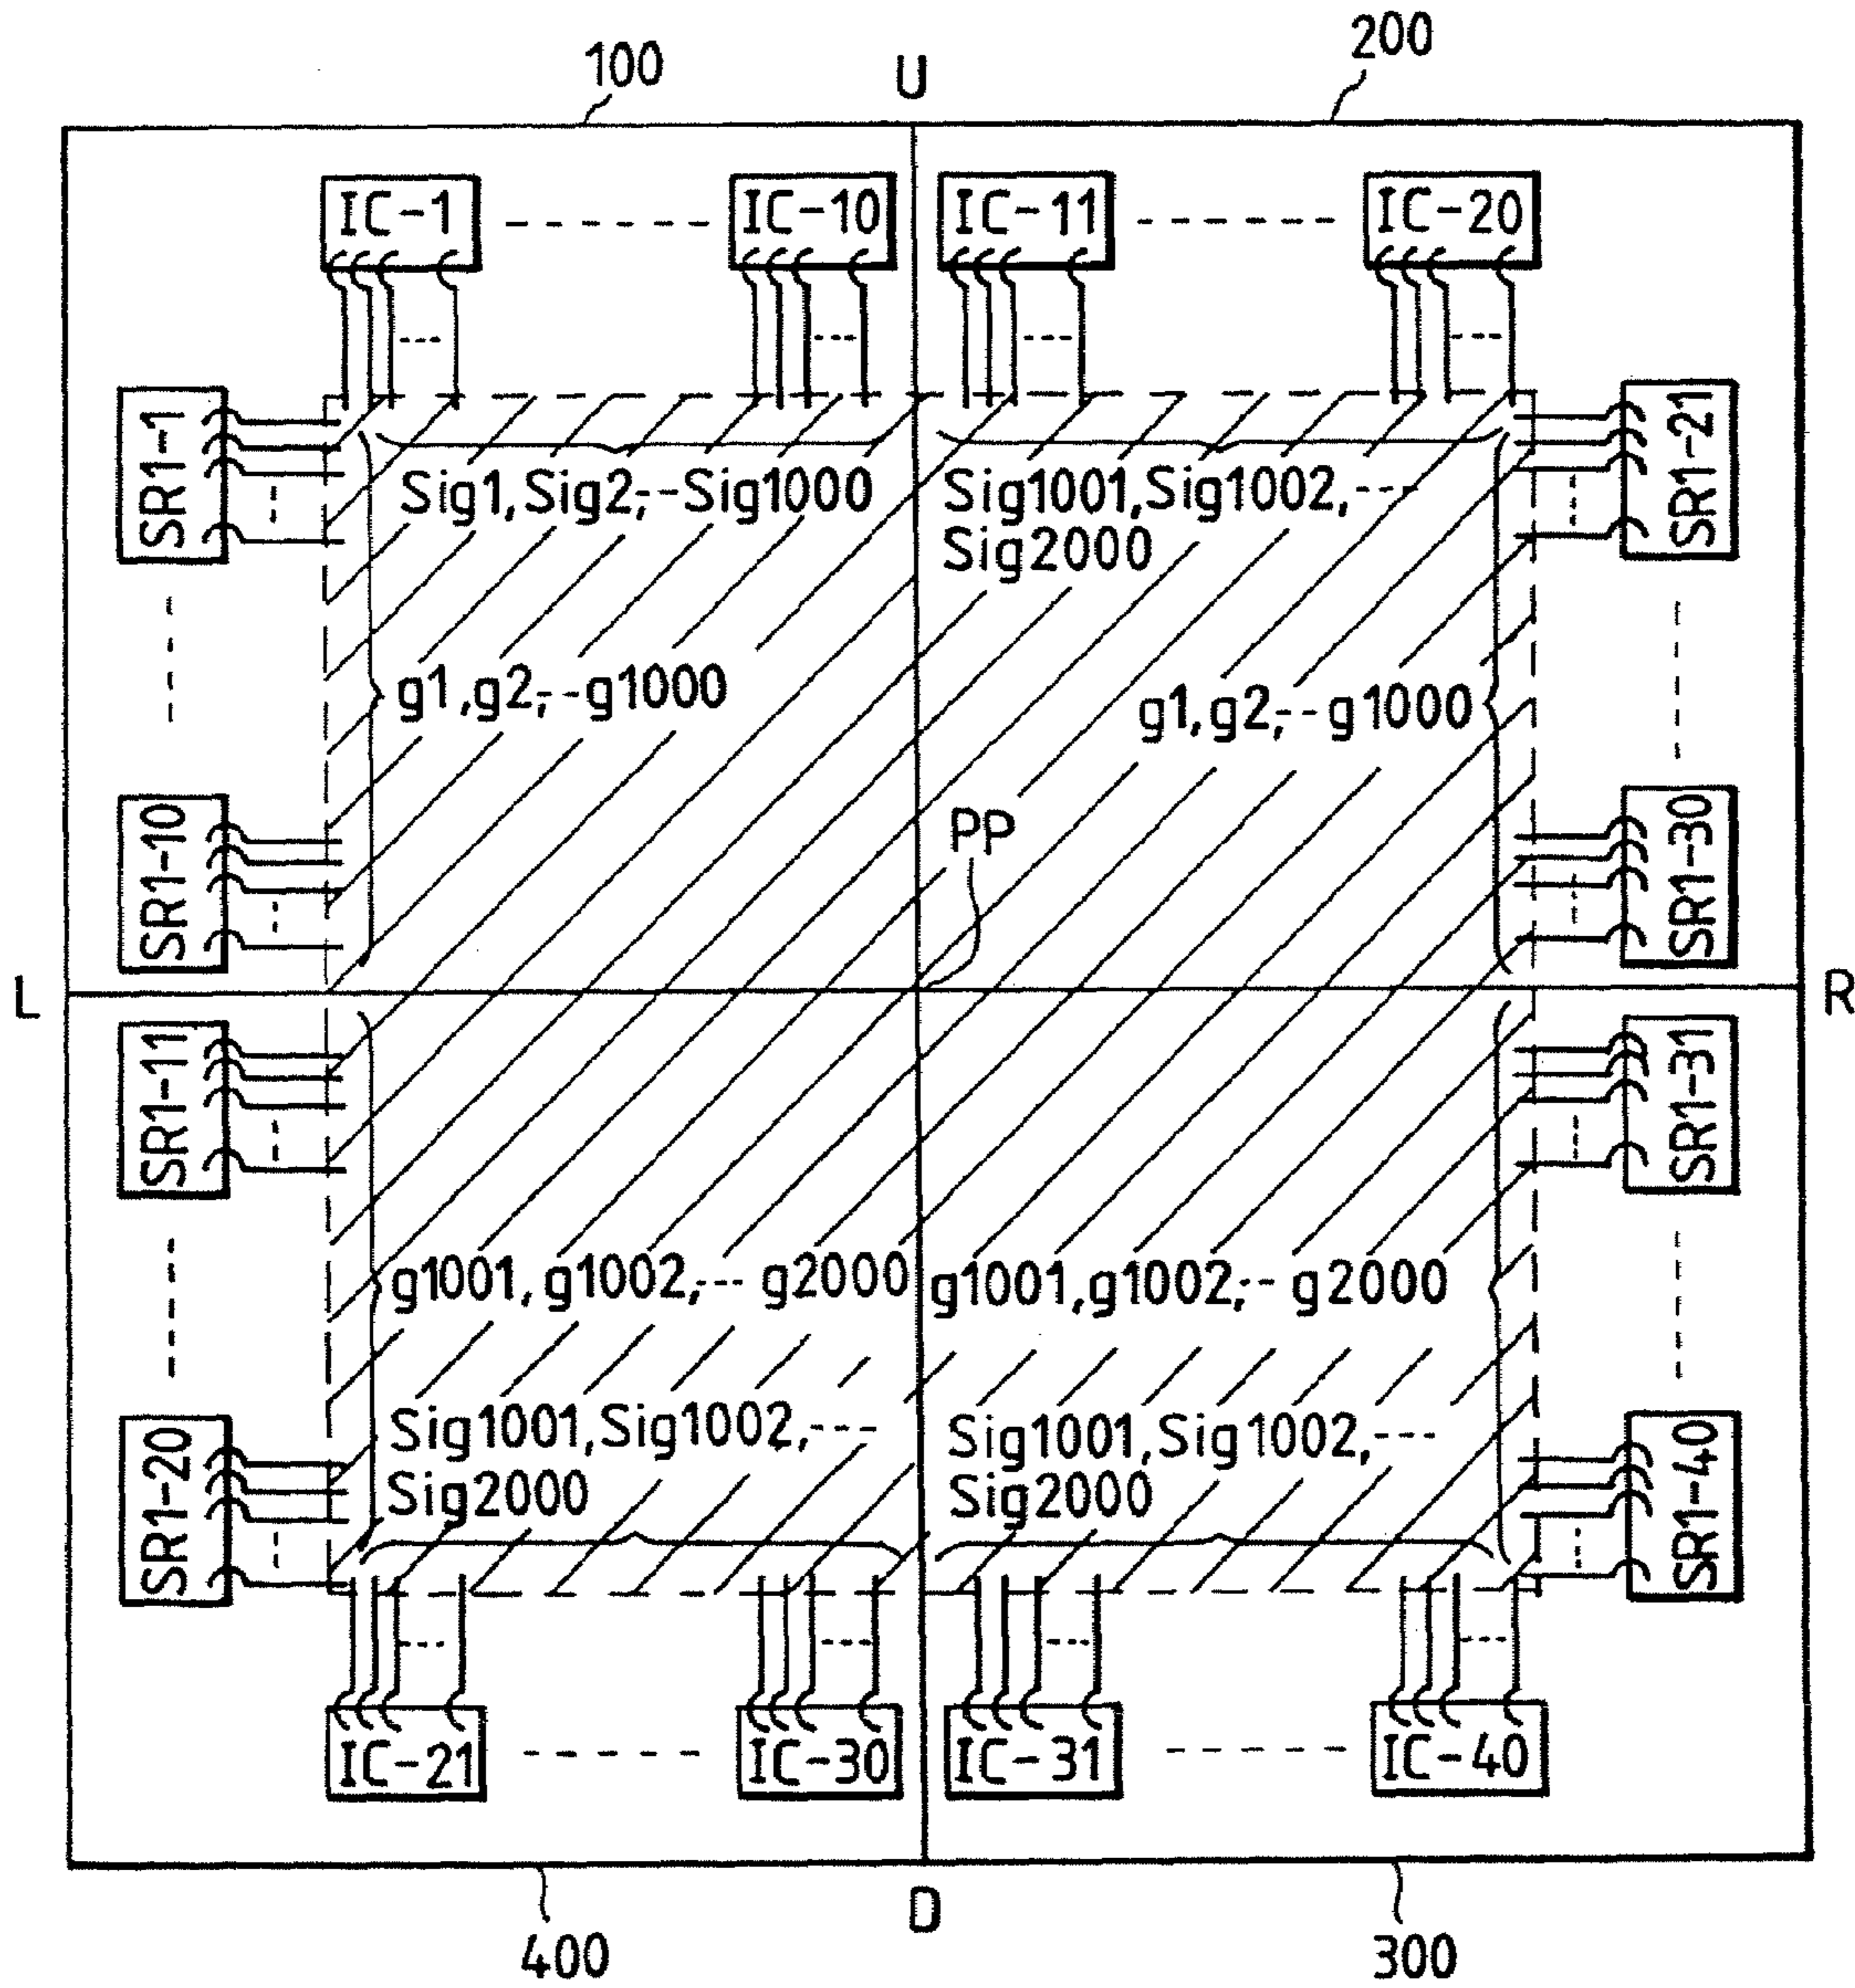 100
200
U
IC-1
IC-10
IC-11
IC-20
SR1-1
SR1-21
Sig1, Sig2,--Sig1000
Sig1001, Sig1002,---
Sig2000
g1, g2,--g1000
g1, g2,--g1000
PP
SR1-10
SR1-30
L
R
SR1-11
SR1-31
g1001, g1002,--- g2000
g1001, g1002,-- g2000
Sig1001, Sig1002,---
Sig2000
Sig1001, Sig1002,---
Sig2000
SR1-20
SR1-40
IC-21
IC-30
IC-31
IC-40
D
400
300